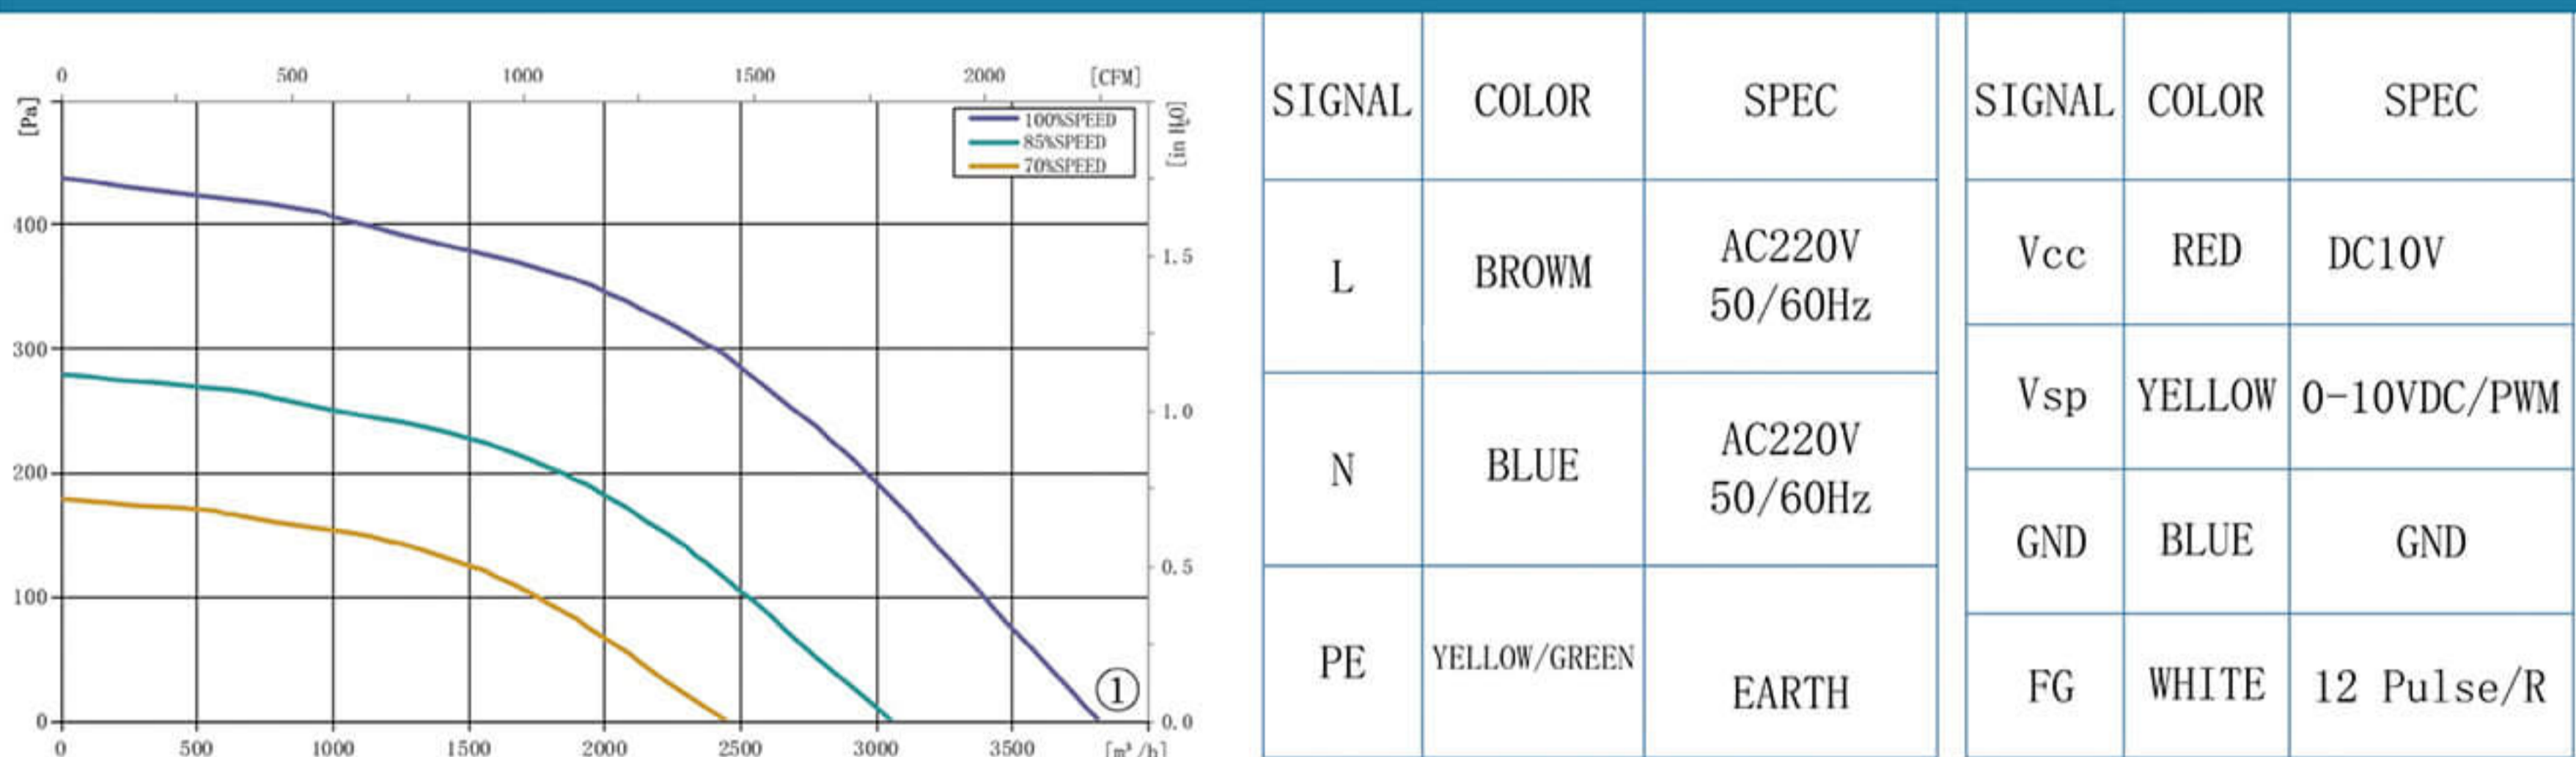 0 500 1000 1500 2000 [CFM]
[Pa]
[in H₂O]
100%SPEED
85%SPEED
70%SPEED
400
300
200
100
0
1.5
1.0
0.5
0.0
①
0 500 1000 1500 2000 2500 3000 3500 [m³/h]
SIGNAL COLOR SPEC
L BROWM AC220V
50/60Hz
N BLUE AC220V
50/60Hz
PE YELLOW/GREEN EARTH
SIGNAL COLOR SPEC
Vcc RED DC10V
Vsp YELLOW 0-10VDC/PWM
GND BLUE GND
FG WHITE 12 Pulse/R